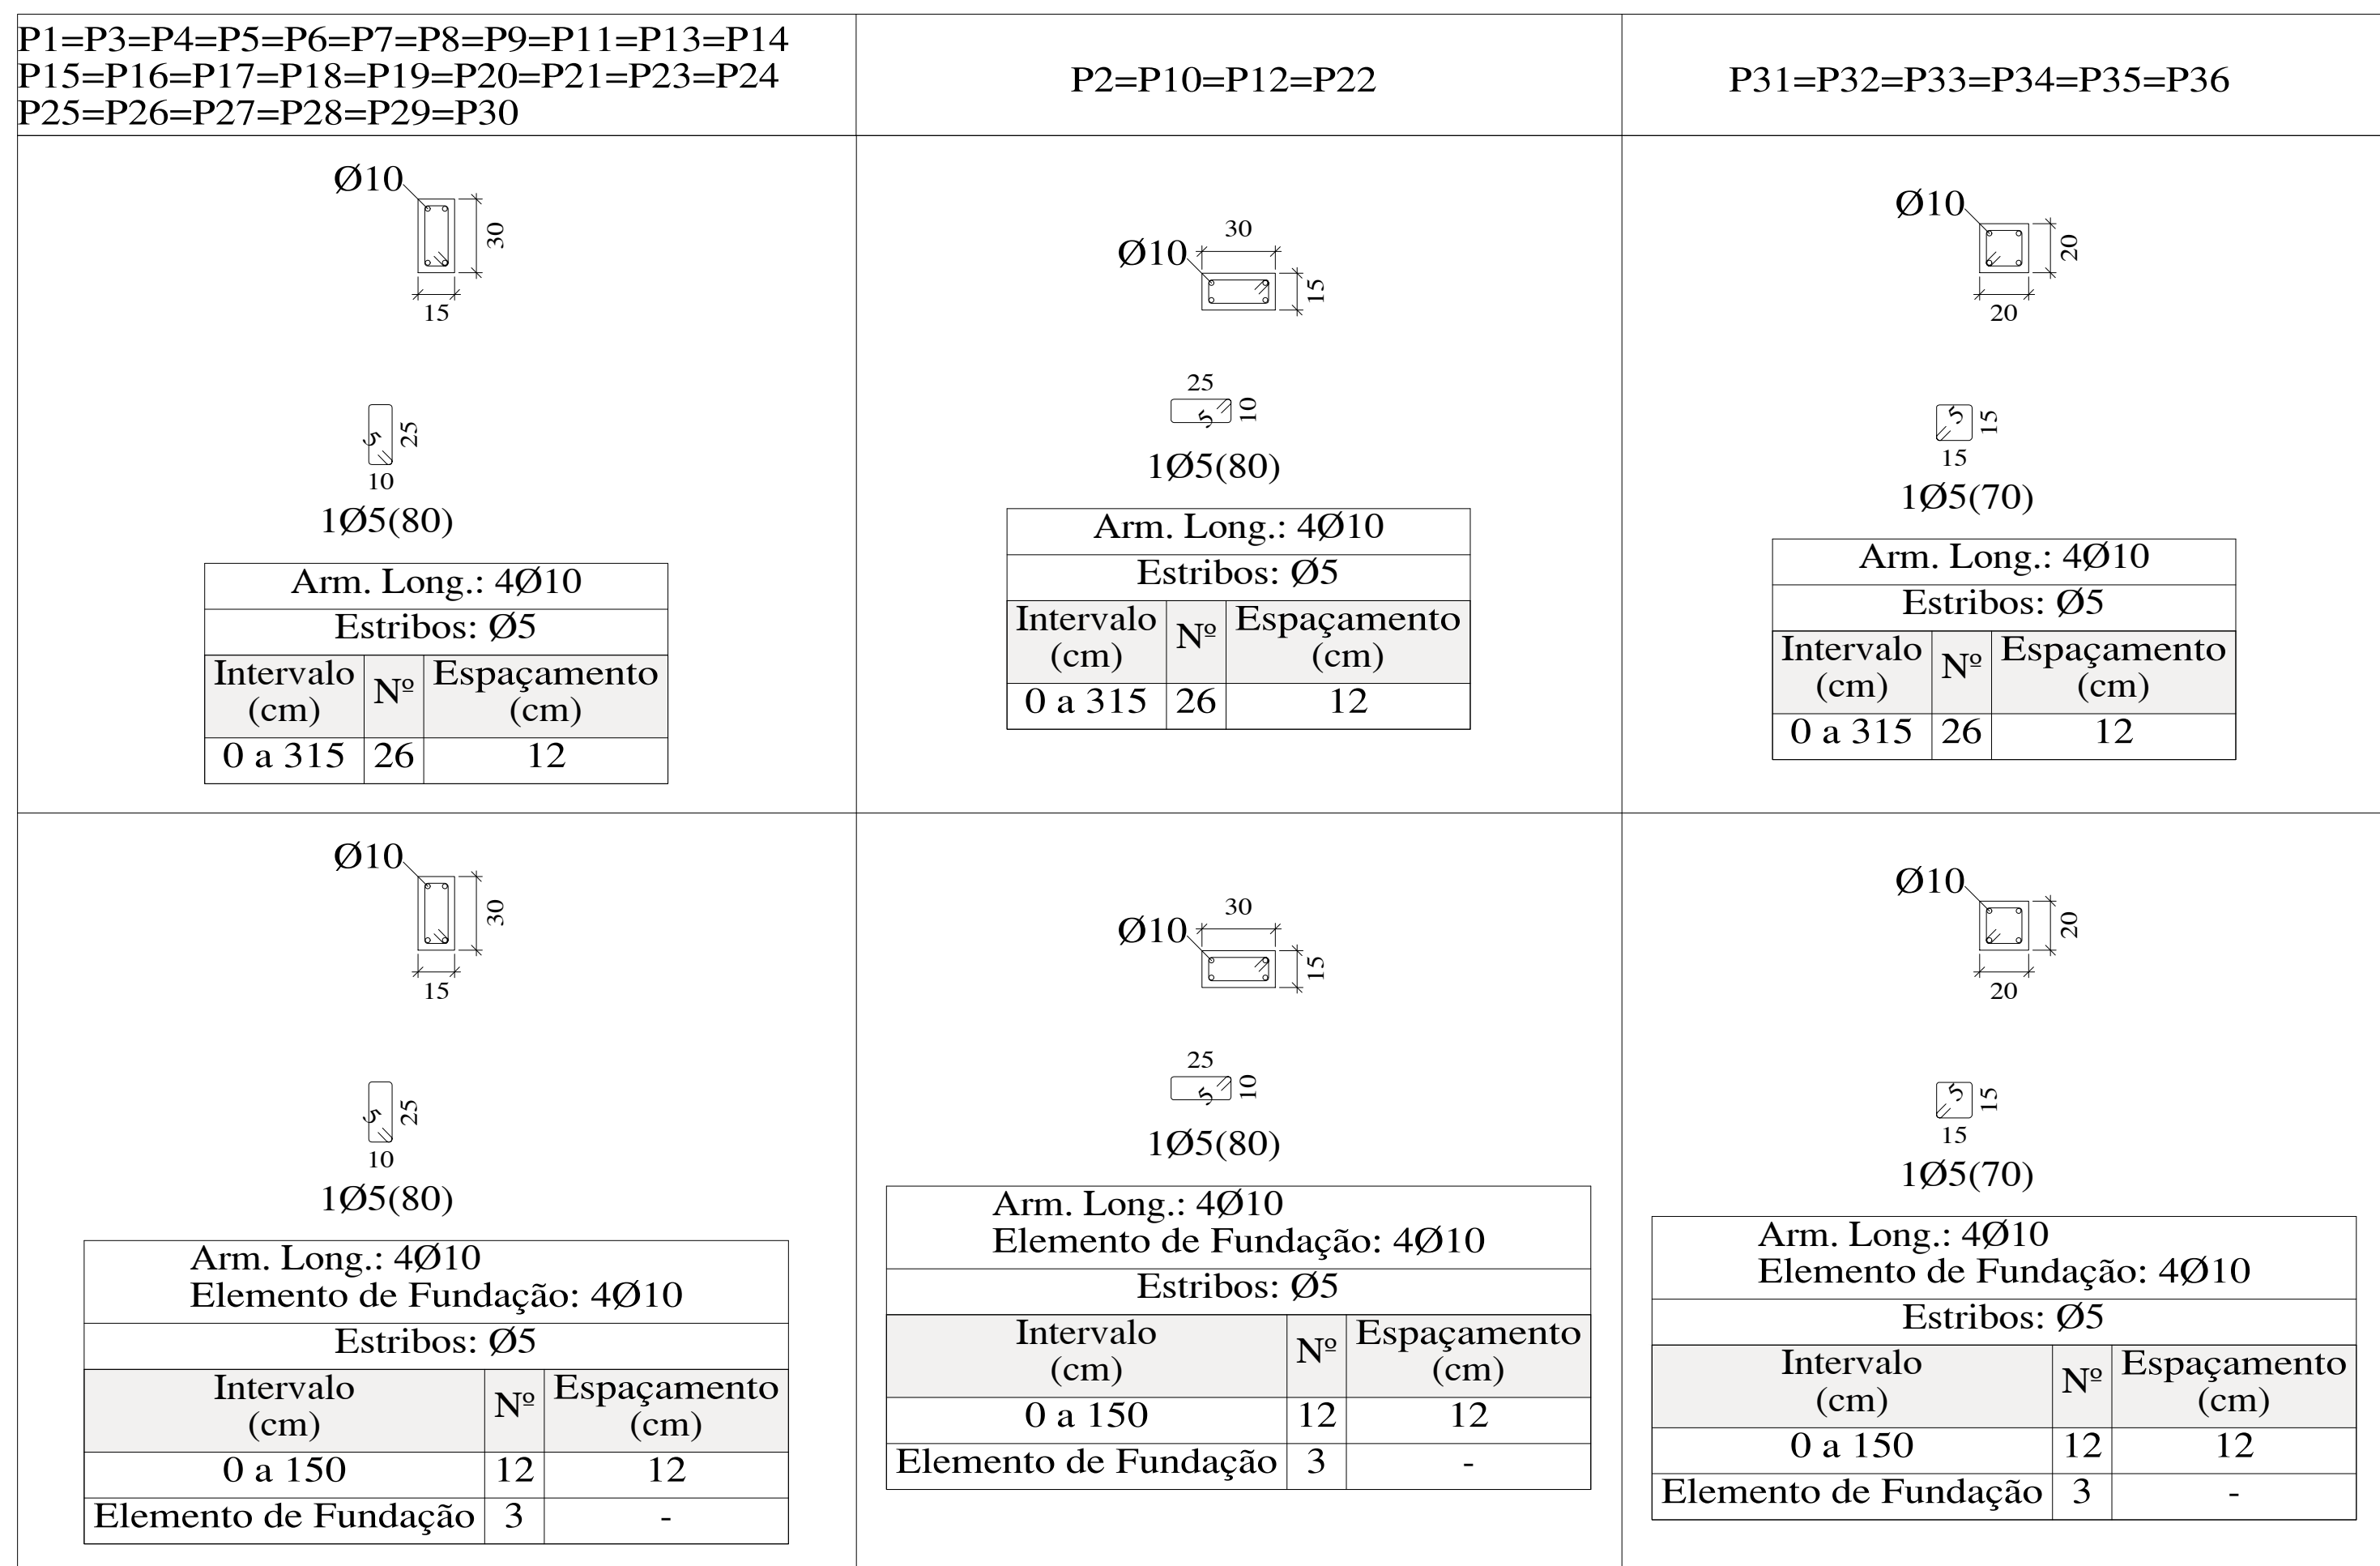 P1=P3=P4=P5=P6=P7=P8=P9=P11=P13=P14
P15=P16=P17=P18=P19=P20=P21=P23=P24
P25=P26=P27=P28=P29=P30
P2=P10=P12=P22
P31=P32=P33=P34=P35=P36
Ø10
30
15
5
25
10
1Ø5(80)
Arm. Long.: 4Ø10
Estribos: Ø5
Intervalo (cm) Nº Espaçamento (cm)
0 a 315 26 12
30
Ø10
15
25
5
10
1Ø5(80)
Arm. Long.: 4Ø10
Estribos: Ø5
Intervalo (cm) Nº Espaçamento (cm)
0 a 315 26 12
Ø10
20
20
5
15
15
1Ø5(70)
Arm. Long.: 4Ø10
Estribos: Ø5
Intervalo (cm) Nº Espaçamento (cm)
0 a 315 26 12
Ø10
30
15
5
25
10
1Ø5(80)
Arm. Long.: 4Ø10
Elemento de Fundação: 4Ø10
Estribos: Ø5
Intervalo (cm) Nº Espaçamento (cm)
0 a 150 12 12
Elemento de Fundação 3 -
30
Ø10
15
25
5
10
1Ø5(80)
Arm. Long.: 4Ø10
Elemento de Fundação: 4Ø10
Estribos: Ø5
Intervalo (cm) Nº Espaçamento (cm)
0 a 150 12 12
Elemento de Fundação 3 -
Ø10
20
20
5
15
15
1Ø5(70)
Arm. Long.: 4Ø10
Elemento de Fundação: 4Ø10
Estribos: Ø5
Intervalo (cm) Nº Espaçamento (cm)
0 a 150 12 12
Elemento de Fundação 3 -